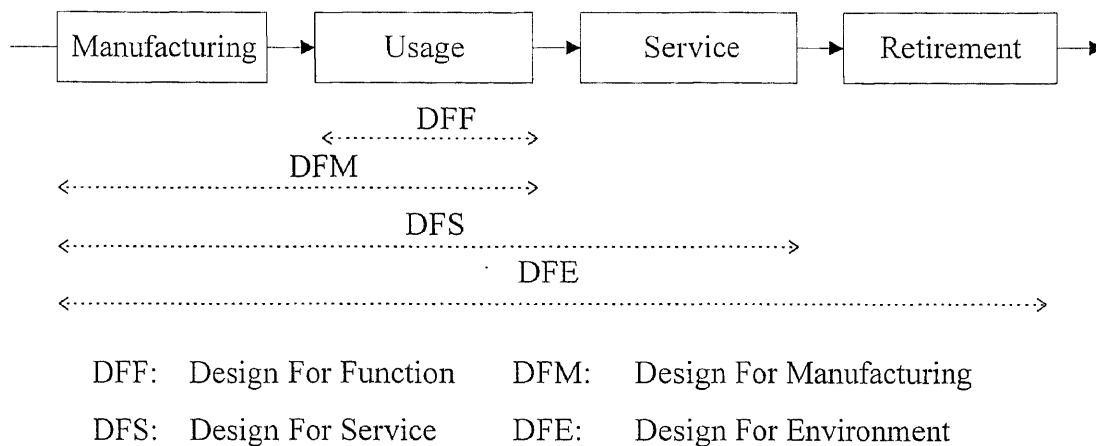 Manufacturing Usage Service Retirement
DFF
DFM
DFS
DFE
DFF: Design For Function DFM: Design For Manufacturing
DFS: Design For Service DFE: Design For Environment